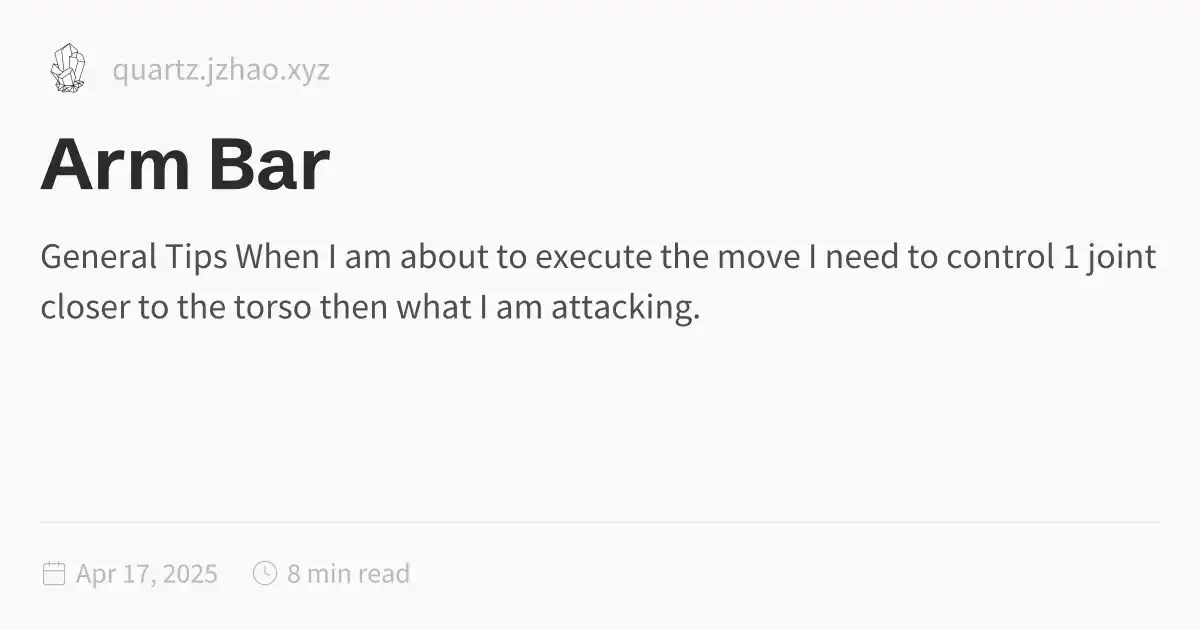 quartz.jzhao.xyz
Arm Bar
General Tips When I am about to execute the move I need to control 1 joint
closer to the torso then what I am attacking.
Apr 17, 2025 8 min read